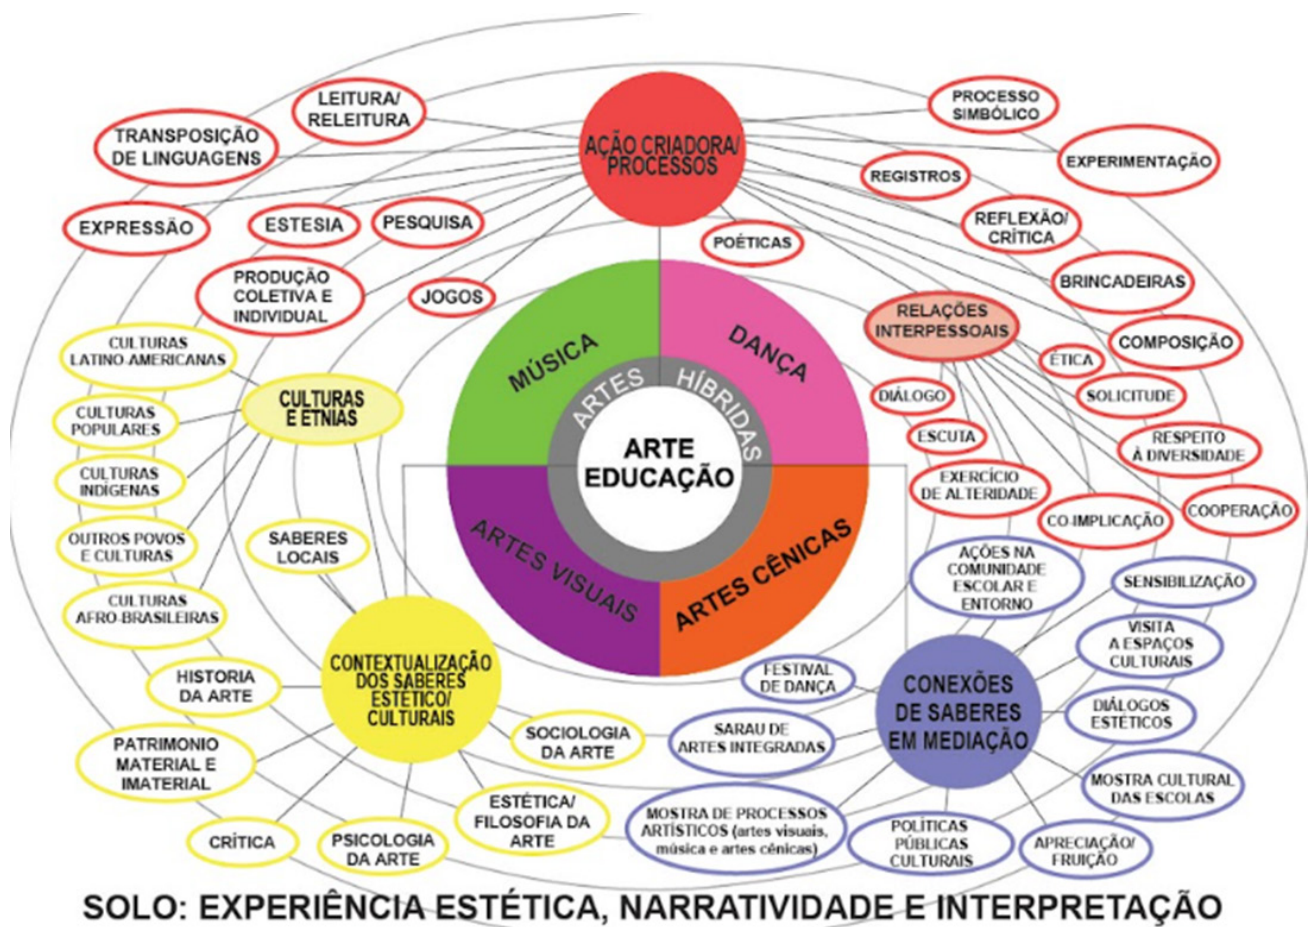 LEITURA/
RELEITURA
TRANSPOSIÇÃO
DE LINGUAGENS
AÇÃO CRIADORA/
PROCESSOS
PROCESSO
SIMBÓLICO
EXPERIMENTAÇÃO
REGISTROS
EXPRESSÃO
ESTESIA
PESQUISA
POÉTICAS
REFLEXÃO/
CRÍTICA
PRODUÇÃO
COLETIVA E
INDIVIDUAL
JOGOS
BRINCADEIRAS
RELAÇÕES
INTERPESSOAIS
COMPOSIÇÃO
ÉTICA
SOLICITUDE
DIÁLOGO
ESCUTA
RESPEITO
À DIVERSIDADE
EXERCÍCIO
DE ALTERIDADE
CO-IMPLICAÇÃO
COOPERAÇÃO
MÚSICA
DANÇA
ARTES HÍBRIDAS
ARTE
EDUCAÇÃO
ARTES VISUAIS
ARTES CÊNICAS
CULTURAS
LATINO-AMERICANAS
CULTURAS
E ETNIAS
CULTURAS
POPULARES
CULTURAS
INDÍGENAS
OUTROS POVOS
E CULTURAS
SABERES
LOCAIS
CULTURAS
AFRO-BRASILEIRAS
CONTEXTUALIZAÇÃO
DOS SABERES
ESTÉTICO/
CULTURAIS
HISTORIA
DA ARTE
PATRIMONIO
MATERIAL E
IMATERIAL
CRÍTICA
PSICOLOGIA
DA ARTE
ESTÉTICA/
FILOSOFIA DA
ARTE
SOCIOLOGIA
DA ARTE
AÇÕES NA
COMUNIDADE
ESCOLAR E
ENTORNO
SENSIBILIZAÇÃO
VISITA
A ESPAÇOS
CULTURAIS
FESTIVAL
DE DANÇA
CONEXÕES
DE SABERES
EM MEDIAÇÃO
DIÁLOGOS
ESTÉTICOS
SARAU DE
ARTES INTEGRADAS
MOSTRA CULTURAL
DAS ESCOLAS
MOSTRA DE PROCESSOS
ARTÍSTICOS (artes visuais,
música e artes cênicas)
POLÍTICAS
PÚBLICAS
CULTURAIS
APRECIAÇÃO/
FRUIÇÃO
SOLO: EXPERIÊNCIA ESTÉTICA, NARRATIVIDADE E INTERPRETAÇÃO